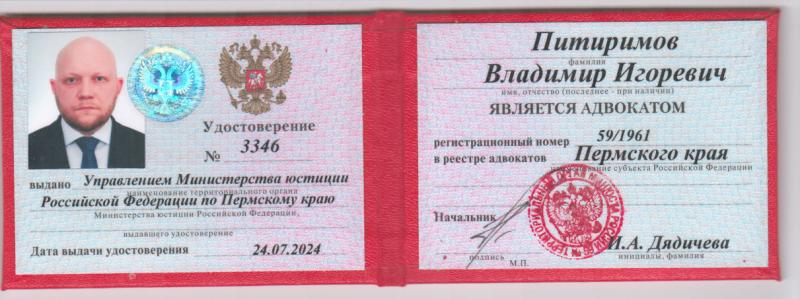 Удостоверение
№ 3346
выдано Управлением Министерства юстиции
наименование территориального органа
Российской Федерации по Пермскому краю
Министерства юстиции Российской Федерации,
выдавшего удостоверение
Дата выдачи удостоверения 24.07.2024
Питиримов
фамилия
Владимир Игоревич
имя, отчество (последнее - при наличии)
ЯВЛЯЕТСЯ АДВОКАТОМ
регистрационный номер 59/1961
в реестре адвокатов Пермского края
наименование субъекта Российской Федерации
Начальник
И.А. Дядичева
подпись инициалы, фамилия
М.П.